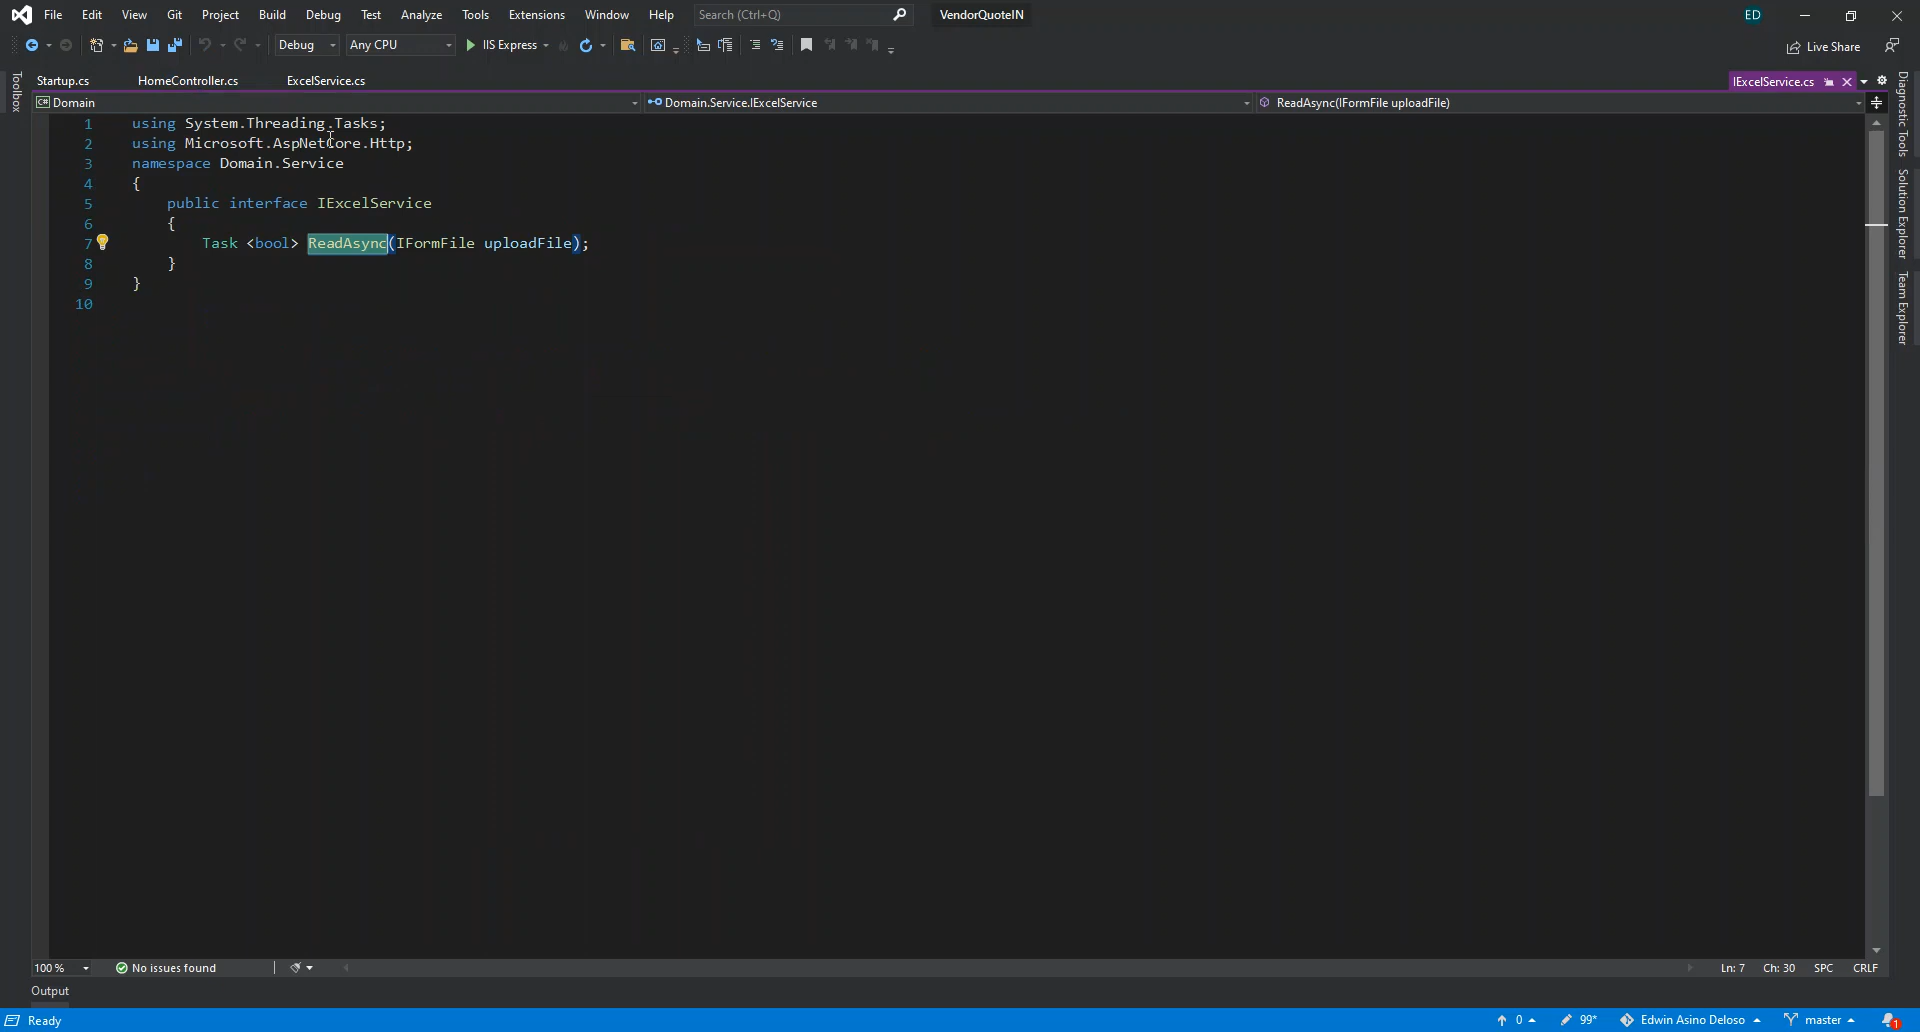 File Edit View Git Project Build Debug Test Analyze Tools Extensions Window Help Search (Ctrl+Q) VendorQuoteIN ED
Debug Any CPU IIS Express Live Share
Startup.cs HomeController.cs ExcelService.cs IExcelService.cs
C# Domain Domain.Service.IExcelService ReadAsync(IFormFile uploadFile)
Toolbox
1 using System.Threading.Tasks;
2 using Microsoft.AspNetCore.Http;
3 namespace Domain.Service
4 {
5 public interface IExcelService
6 {
7 Task <bool> ReadAsync(IFormFile uploadFile);
8 }
9 }
10
Diagnostic Tools
Solution Explorer
Team Explorer
100 % No issues found Ln: 7 Ch: 30 SPC CRLF
Output
Ready 0 99* Edwin Asino Deloso master 1